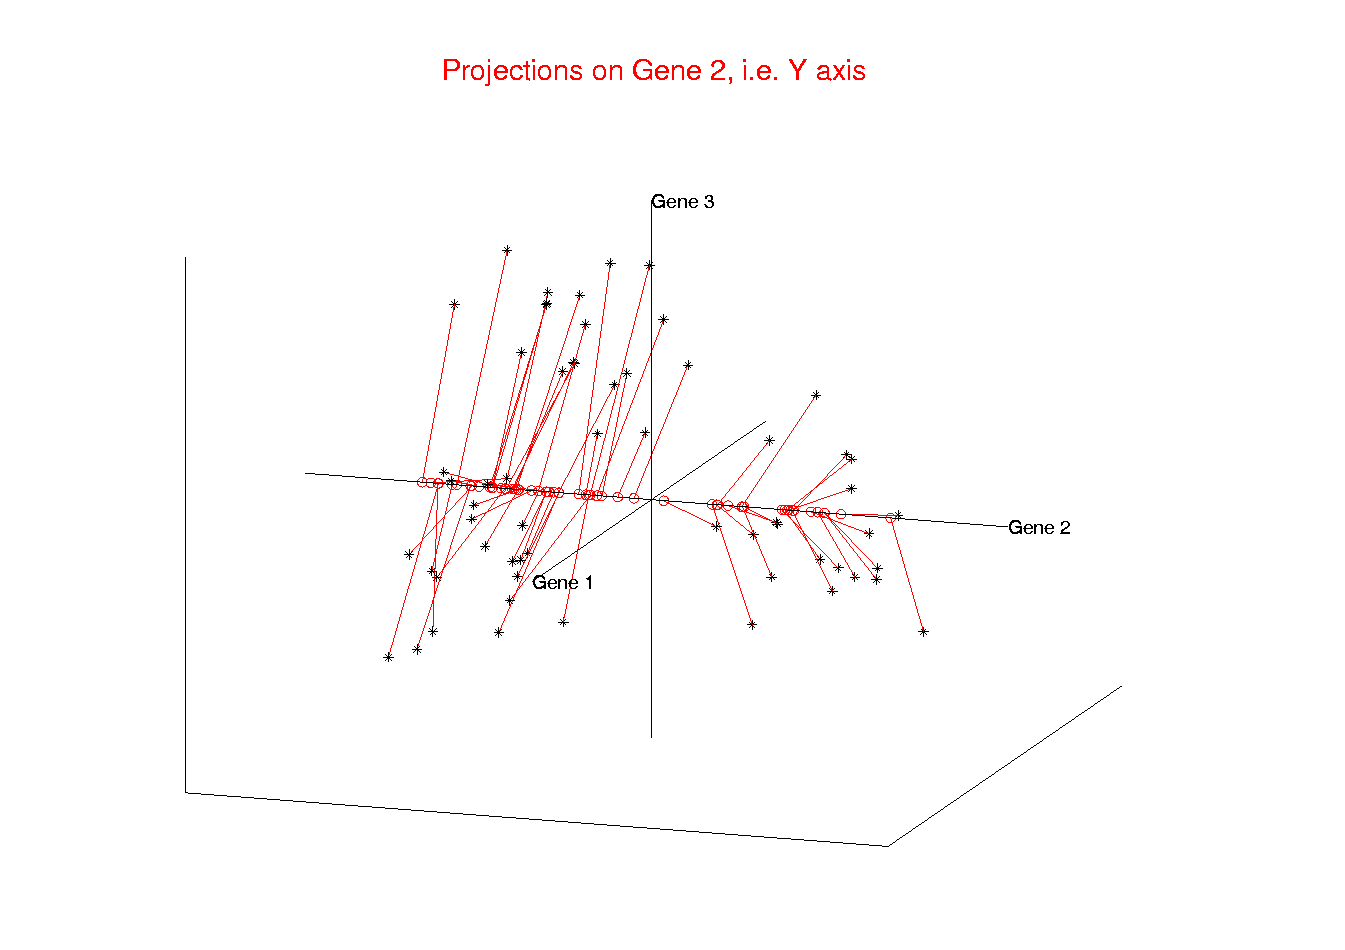 Projections on Gene 2, i.e. Y axis
Gene 3
Gene 2
Gene 1